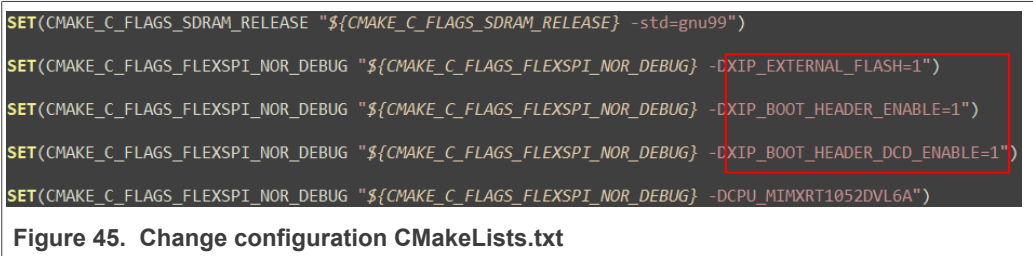 SET(CMAKE_C_FLAGS_SDRAM_RELEASE "${CMAKE_C_FLAGS_SDRAM_RELEASE} -std=gnu99")
SET(CMAKE_C_FLAGS_FLEXSPI_NOR_DEBUG "${CMAKE_C_FLAGS_FLEXSPI_NOR_DEBUG} -DXIP_EXTERNAL_FLASH=1")
SET(CMAKE_C_FLAGS_FLEXSPI_NOR_DEBUG "${CMAKE_C_FLAGS_FLEXSPI_NOR_DEBUG} -DXIP_BOOT_HEADER_ENABLE=1")
SET(CMAKE_C_FLAGS_FLEXSPI_NOR_DEBUG "${CMAKE_C_FLAGS_FLEXSPI_NOR_DEBUG} -DXIP_BOOT_HEADER_DCD_ENABLE=1")
SET(CMAKE_C_FLAGS_FLEXSPI_NOR_DEBUG "${CMAKE_C_FLAGS_FLEXSPI_NOR_DEBUG} -DCPU_MIMXRT1052DVL6A")
Figure 45. Change configuration CMakeLists.txt